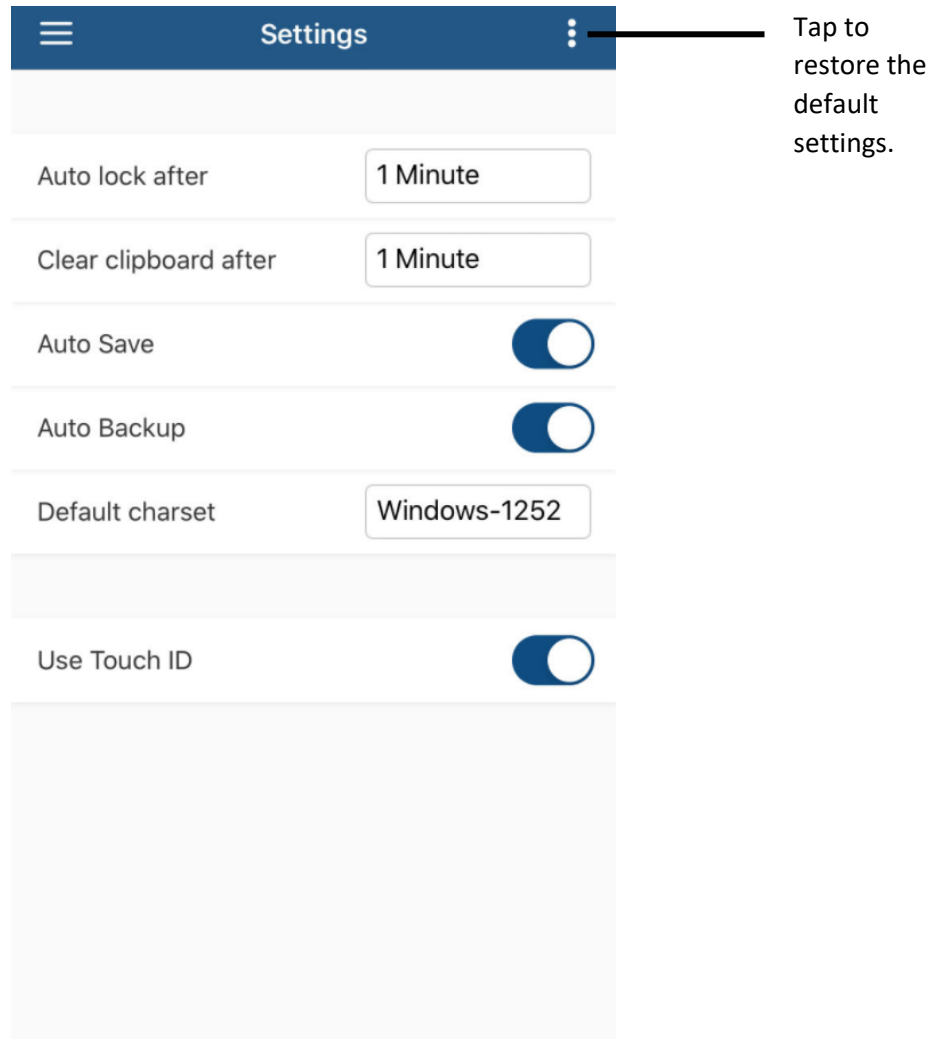 Settings
Tap to
restore the
default
settings.
Auto lock after
1 Minute
Clear clipboard after
1 Minute
Auto Save
Auto Backup
Default charset
Windows-1252
Use Touch ID